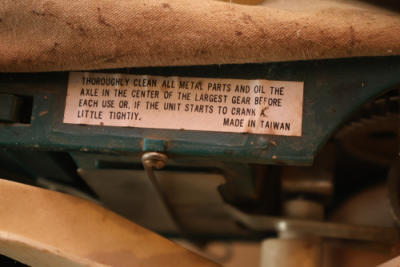 THOROUGHLY CLEAN ALL METAL PARTS AND OIL THE
AXLE IN THE CENTER OF THE LARGEST GEAR BEFORE
EACH USE OR, IF THE UNIT STARTS TO CRANK A
LITTLE TIGHTLY.
MADE IN TAIWAN